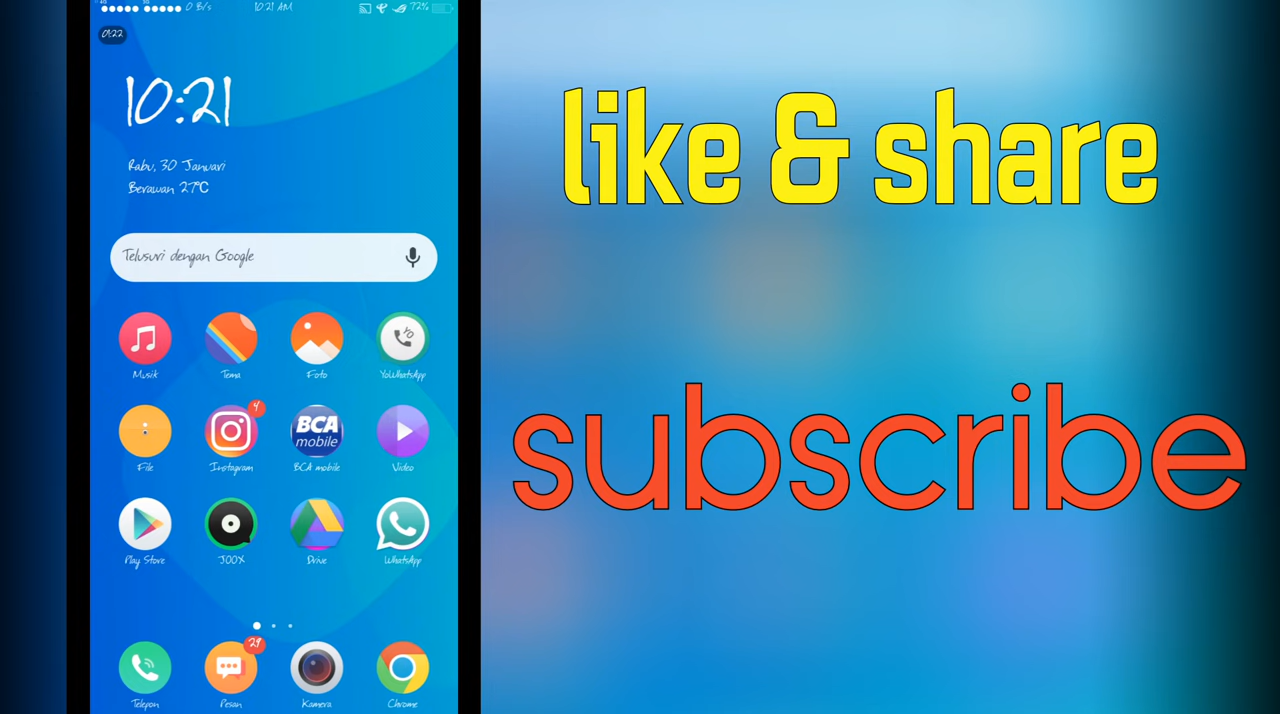 0 B/s 10:21 AM 72%
01:22
10:21
Rabu, 30 Januari
Berawan 27°C
Telusuri dengan Google
Musik Tema Foto YoWhatsApp
YO
4
BCA mobile
File Instagram BCA mobile Video
Play Store JOOX Drive WhatsApp
29
Telepon Pesan Kamera Chrome
like & share
subscribe